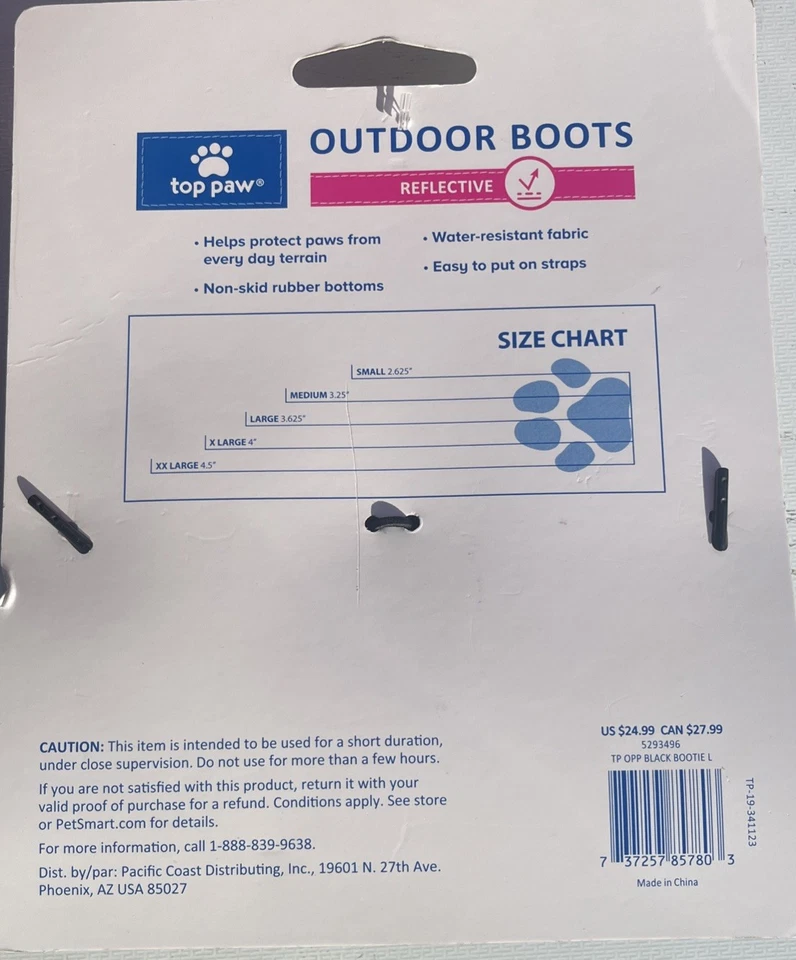 top paw®
OUTDOOR BOOTS
REFLECTIVE
• Helps protect paws from
every day terrain
• Non-skid rubber bottoms
• Water-resistant fabric
• Easy to put on straps
SIZE CHART
SMALL 2.625"
MEDIUM 3.25"
LARGE 3.625"
X LARGE 4"
XX LARGE 4.5"
CAUTION: This item is intended to be used for a short duration,
under close supervision. Do not use for more than a few hours.
If you are not satisfied with this product, return it with your
valid proof of purchase for a refund. Conditions apply. See store
or PetSmart.com for details.
For more information, call 1-888-839-9638.
Dist. by/par: Pacific Coast Distributing, Inc., 19601 N. 27th Ave.
Phoenix, AZ USA 85027
US $24.99 CAN $27.99
5293496
TP OPP BLACK BOOTIE L
7 37257 85780 3
Made in China
TP-19-341123